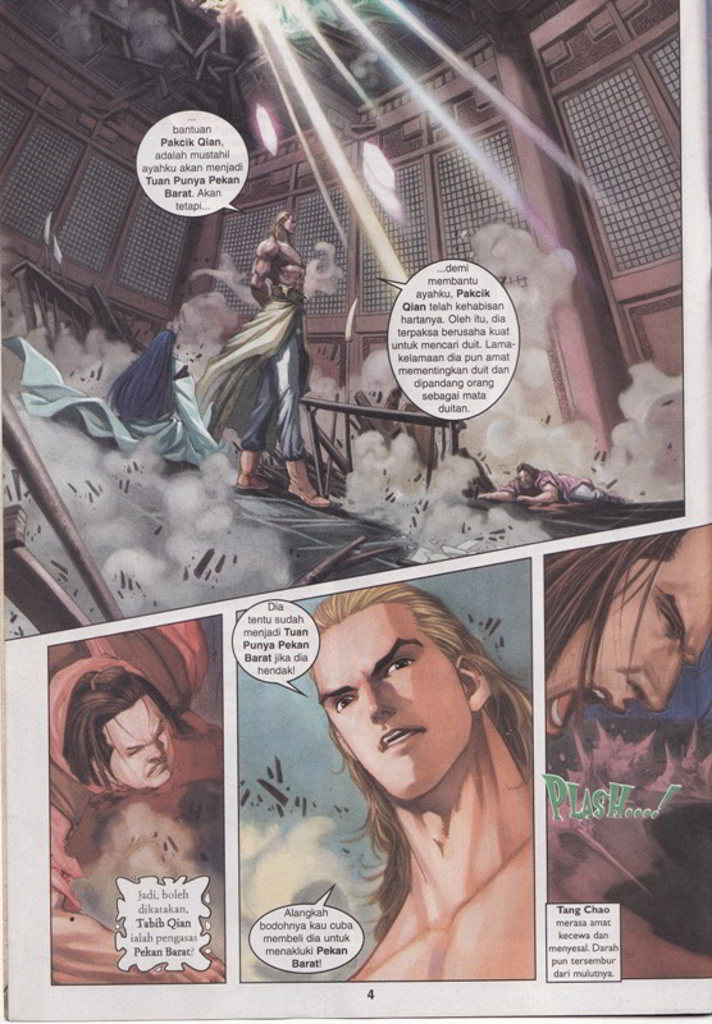 ...
bantuan
Pakcik Qian,
adalah mustahil
ayahku akan menjadi
Tuan Punya Pekan
Barat. Akan
tetapi...
...demi
membantu
ayahku, Pakcik
Qian telah kehabisan
hartanya. Oleh itu, dia
terpaksa berusaha kuat
untuk mencari duit. Lama-
kelamaan dia pun amat
mementingkan duit dan
dipandang orang
sebagai mata
duitan.
Jadi, boleh
dikatakan,
Tabib Qian
ialah pengasas
Pekan Barat?
Dia
tentu sudah
menjadi Tuan
Punya Pekan
Barat jika dia
hendak!
Alangkah
bodohnya kau cuba
membeli dia untuk
menakluki Pekan
Barat!
PLASH....!
Tang Chao
merasa amat
kecewa dan
menyesal. Darah
pun tersembur
dari mulutnya.
4